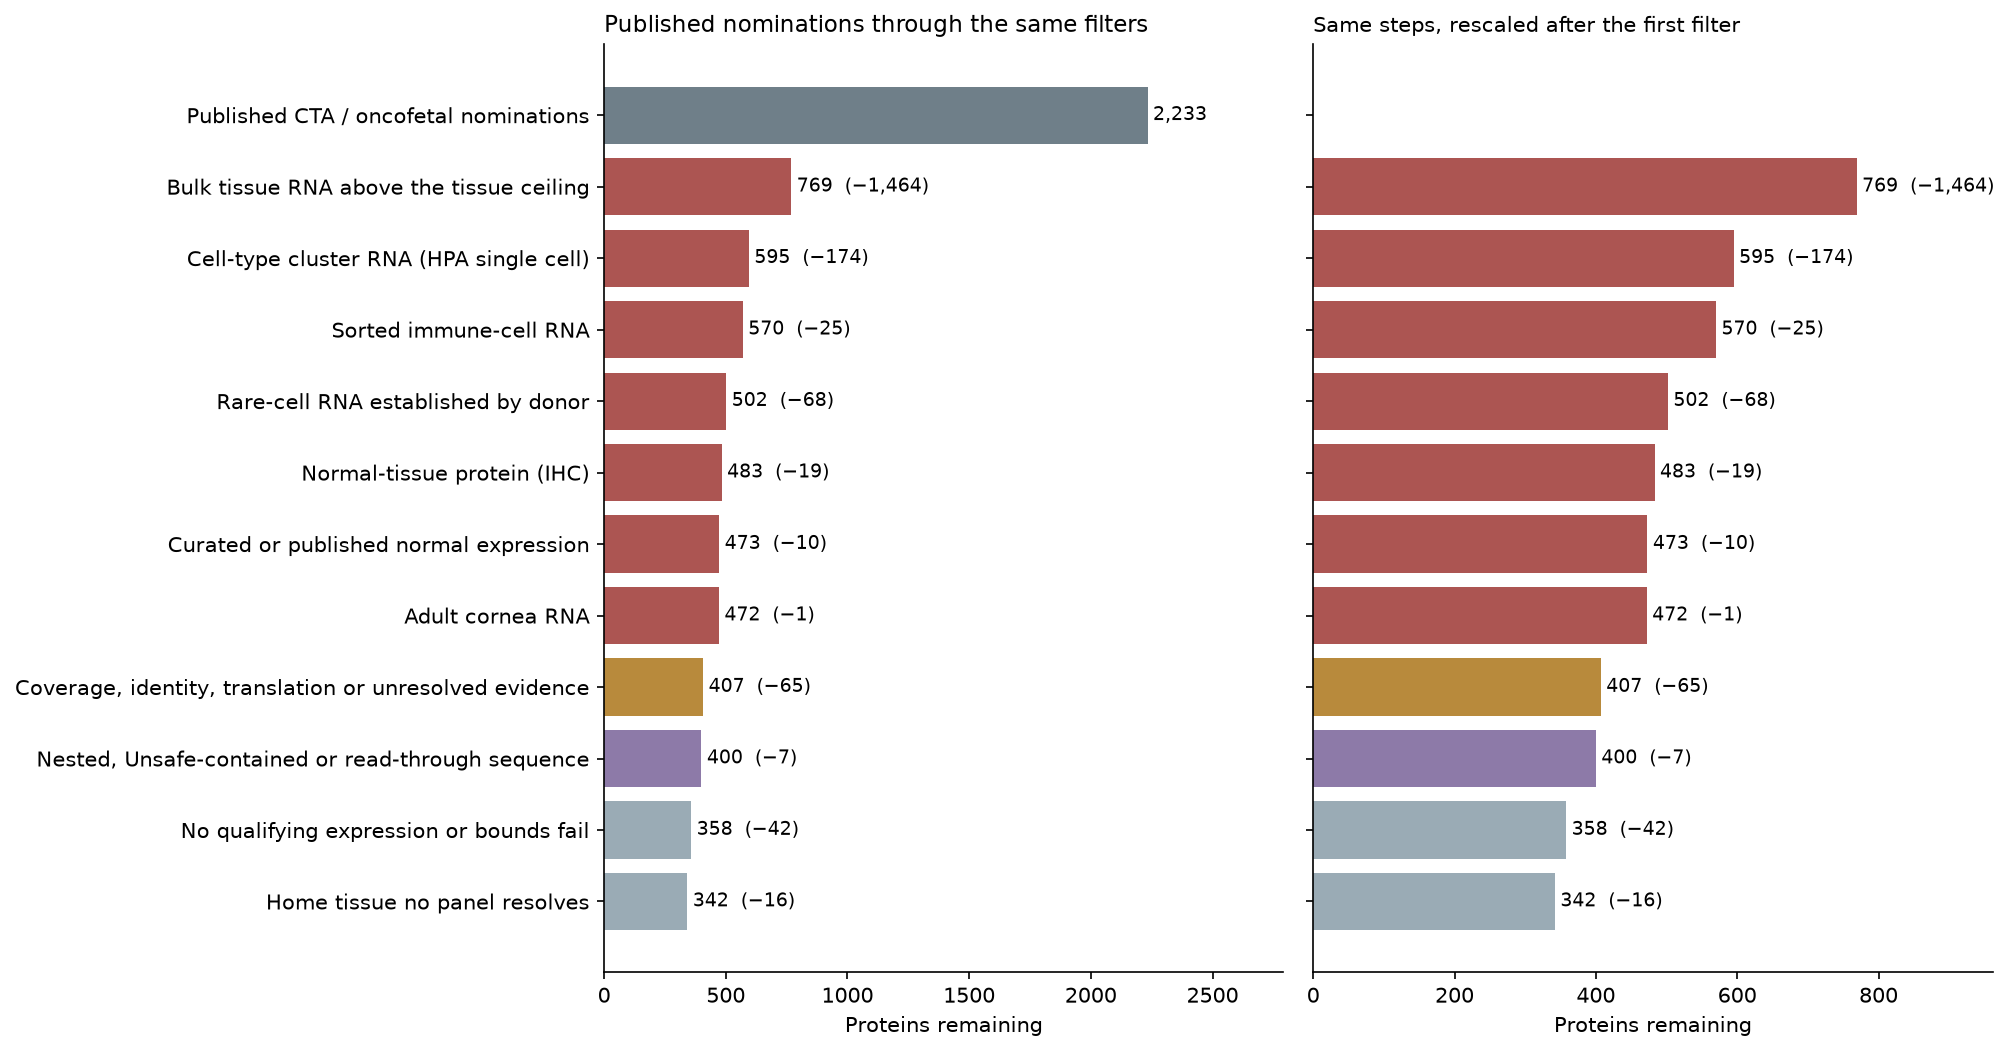 Published nominations through the same filters
Published CTA / oncofetal nominations 2,233
Bulk tissue RNA above the tissue ceiling 769 (−1,464)
Cell-type cluster RNA (HPA single cell) 595 (−174)
Sorted immune-cell RNA 570 (−25)
Rare-cell RNA established by donor 502 (−68)
Normal-tissue protein (IHC) 483 (−19)
Curated or published normal expression 473 (−10)
Adult cornea RNA 472 (−1)
Coverage, identity, translation or unresolved evidence 407 (−65)
Nested, Unsafe-contained or read-through sequence 400 (−7)
No qualifying expression or bounds fail 358 (−42)
Home tissue no panel resolves 342 (−16)
0 500 1000 1500 2000 2500
Proteins remaining
Same steps, rescaled after the first filter
769 (−1,464)
595 (−174)
570 (−25)
502 (−68)
483 (−19)
473 (−10)
472 (−1)
407 (−65)
400 (−7)
358 (−42)
342 (−16)
0 200 400 600 800
Proteins remaining